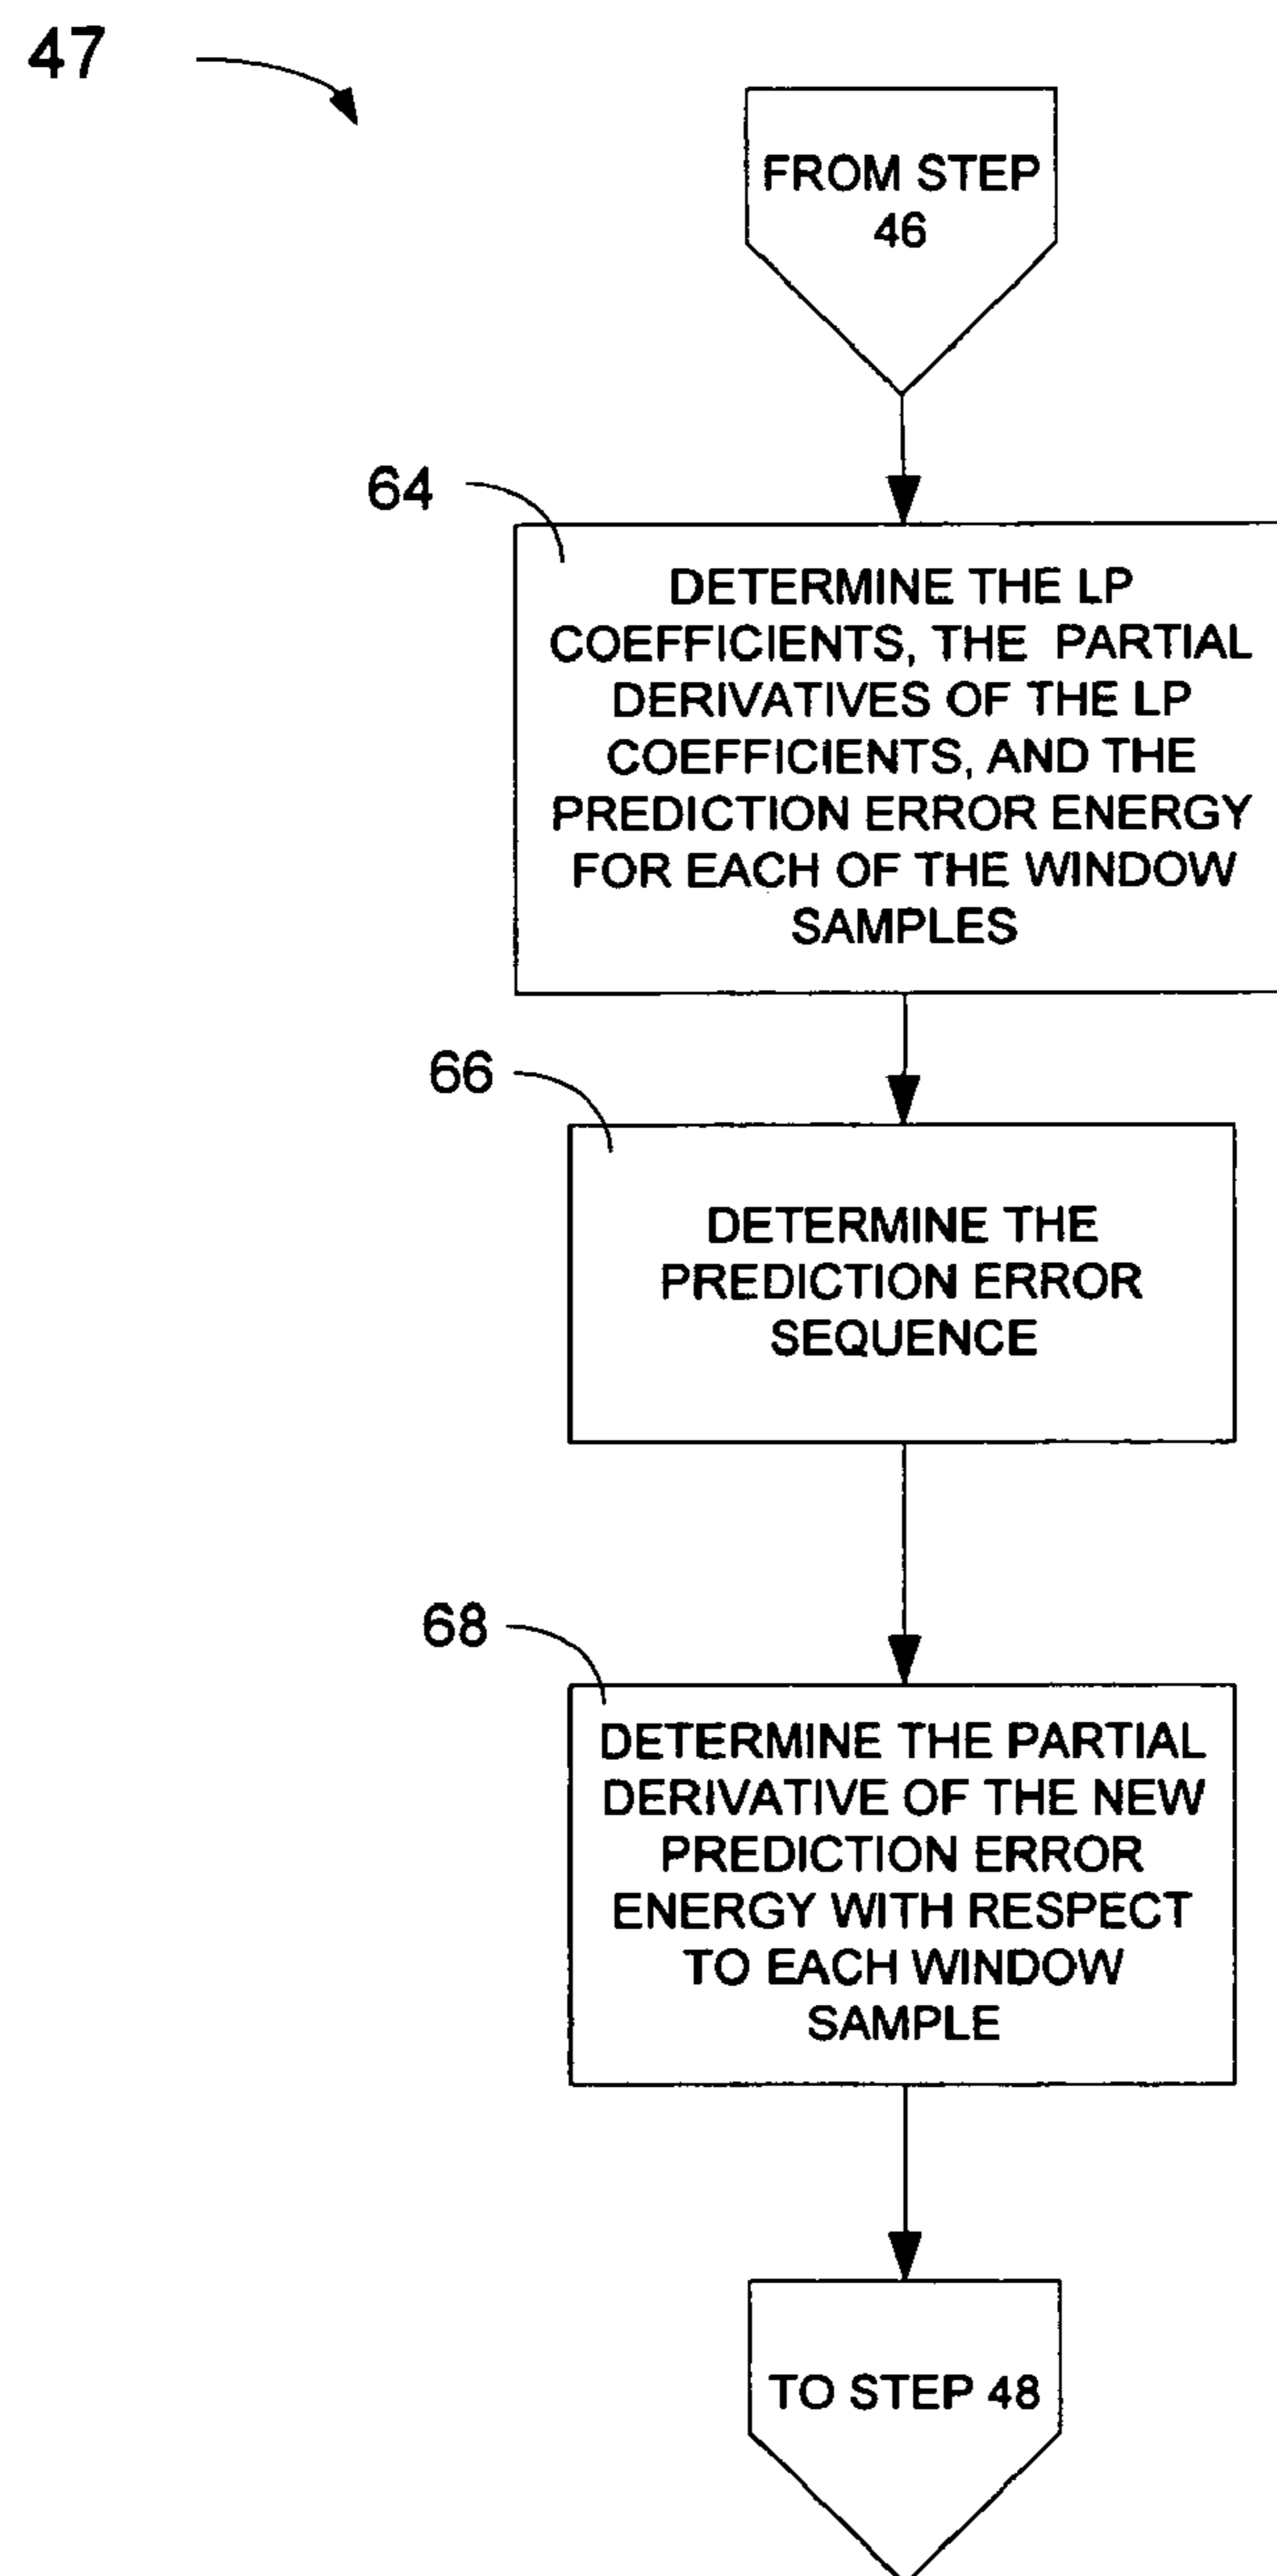 47
FROM STEP
46
64
DETERMINE THE LP
COEFFICIENTS, THE PARTIAL
DERIVATIVES OF THE LP
COEFFICIENTS, AND THE
PREDICTION ERROR ENERGY
FOR EACH OF THE WINDOW
SAMPLES
66
DETERMINE THE
PREDICTION ERROR
SEQUENCE
68
DETERMINE THE PARTIAL
DERIVATIVE OF THE NEW
PREDICTION ERROR
ENERGY WITH RESPECT
TO EACH WINDOW
SAMPLE
TO STEP 48